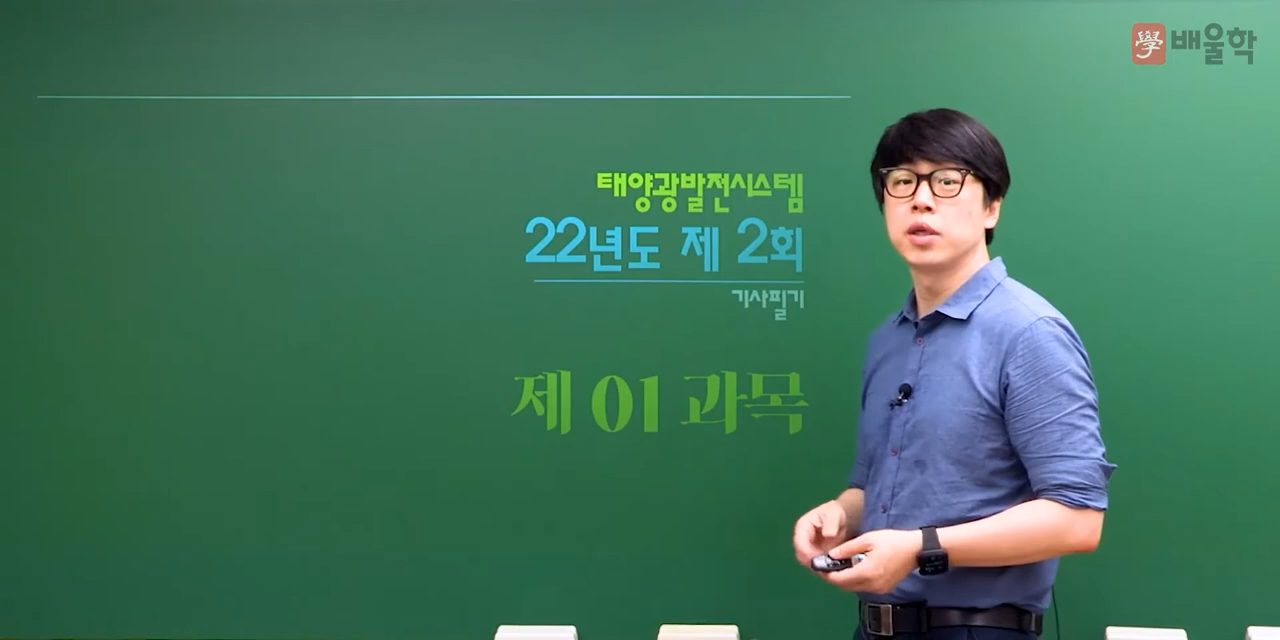 學 배울학
태양광발전시스템
22년도 제 2회
기사필기
제 01 과목